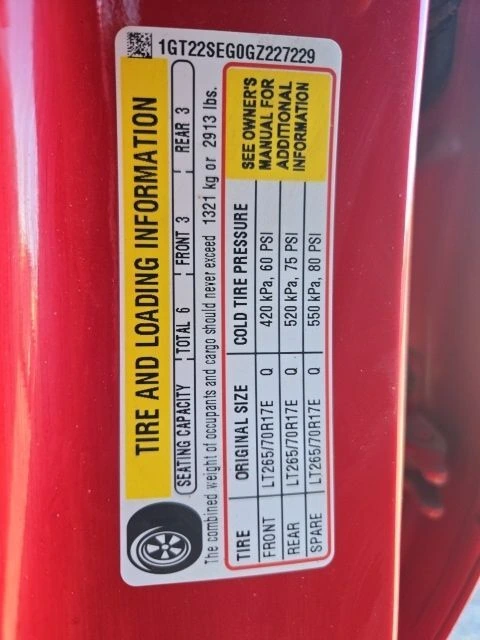 1GT22SEG0GZ227229
TIRE AND LOADING INFORMATION
SEATING CAPACITY TOTAL 6 FRONT 3 REAR 3
The combined weight of occupants and cargo should never exceed 1321 kg or 2913 lbs.
TIRE ORIGINAL SIZE COLD TIRE PRESSURE
FRONT LT265/70R17E Q 420 kPa, 60 PSI
REAR LT265/70R17E Q 520 kPa, 75 PSI
SPARE LT265/70R17E Q 550 kPa, 80 PSI
SEE OWNER'S
MANUAL FOR
ADDITIONAL
INFORMATION